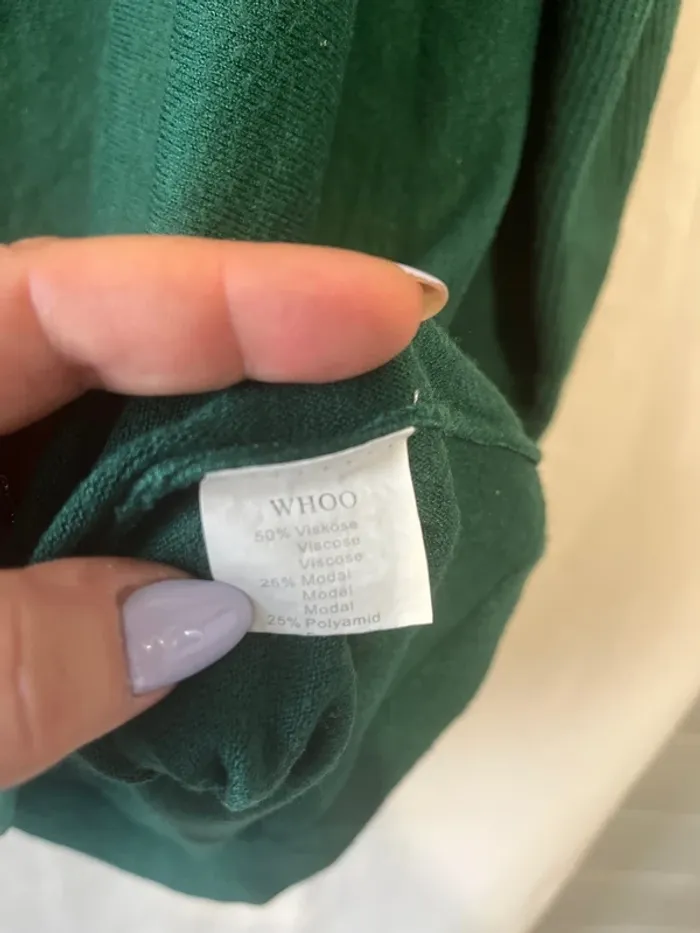 WHOO
50% Viskose
Viscose
Viscose
25% Modal
Modal
Modal
25% Polyamid